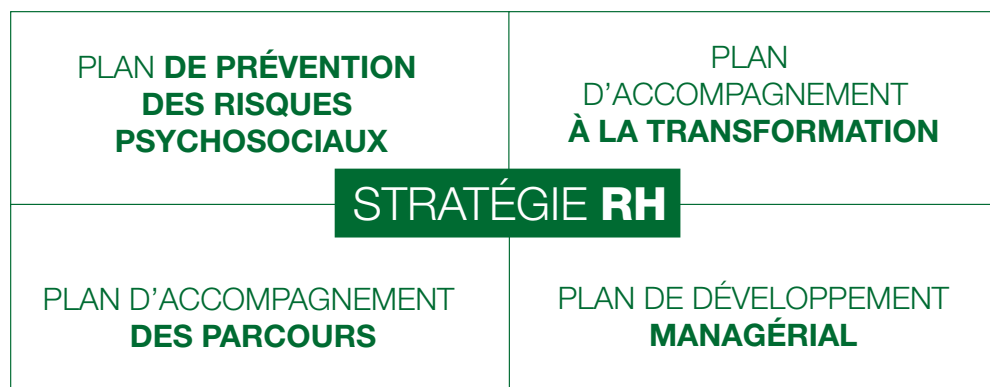 PLAN DE PRÉVENTION
DES RISQUES
PSYCHOSOCIAUX
PLAN
D’ACCOMPAGNEMENT
À LA TRANSFORMATION
STRATÉGIE RH
PLAN D’ACCOMPAGNEMENT
DES PARCOURS
PLAN DE DÉVELOPPEMENT
MANAGÉRIAL